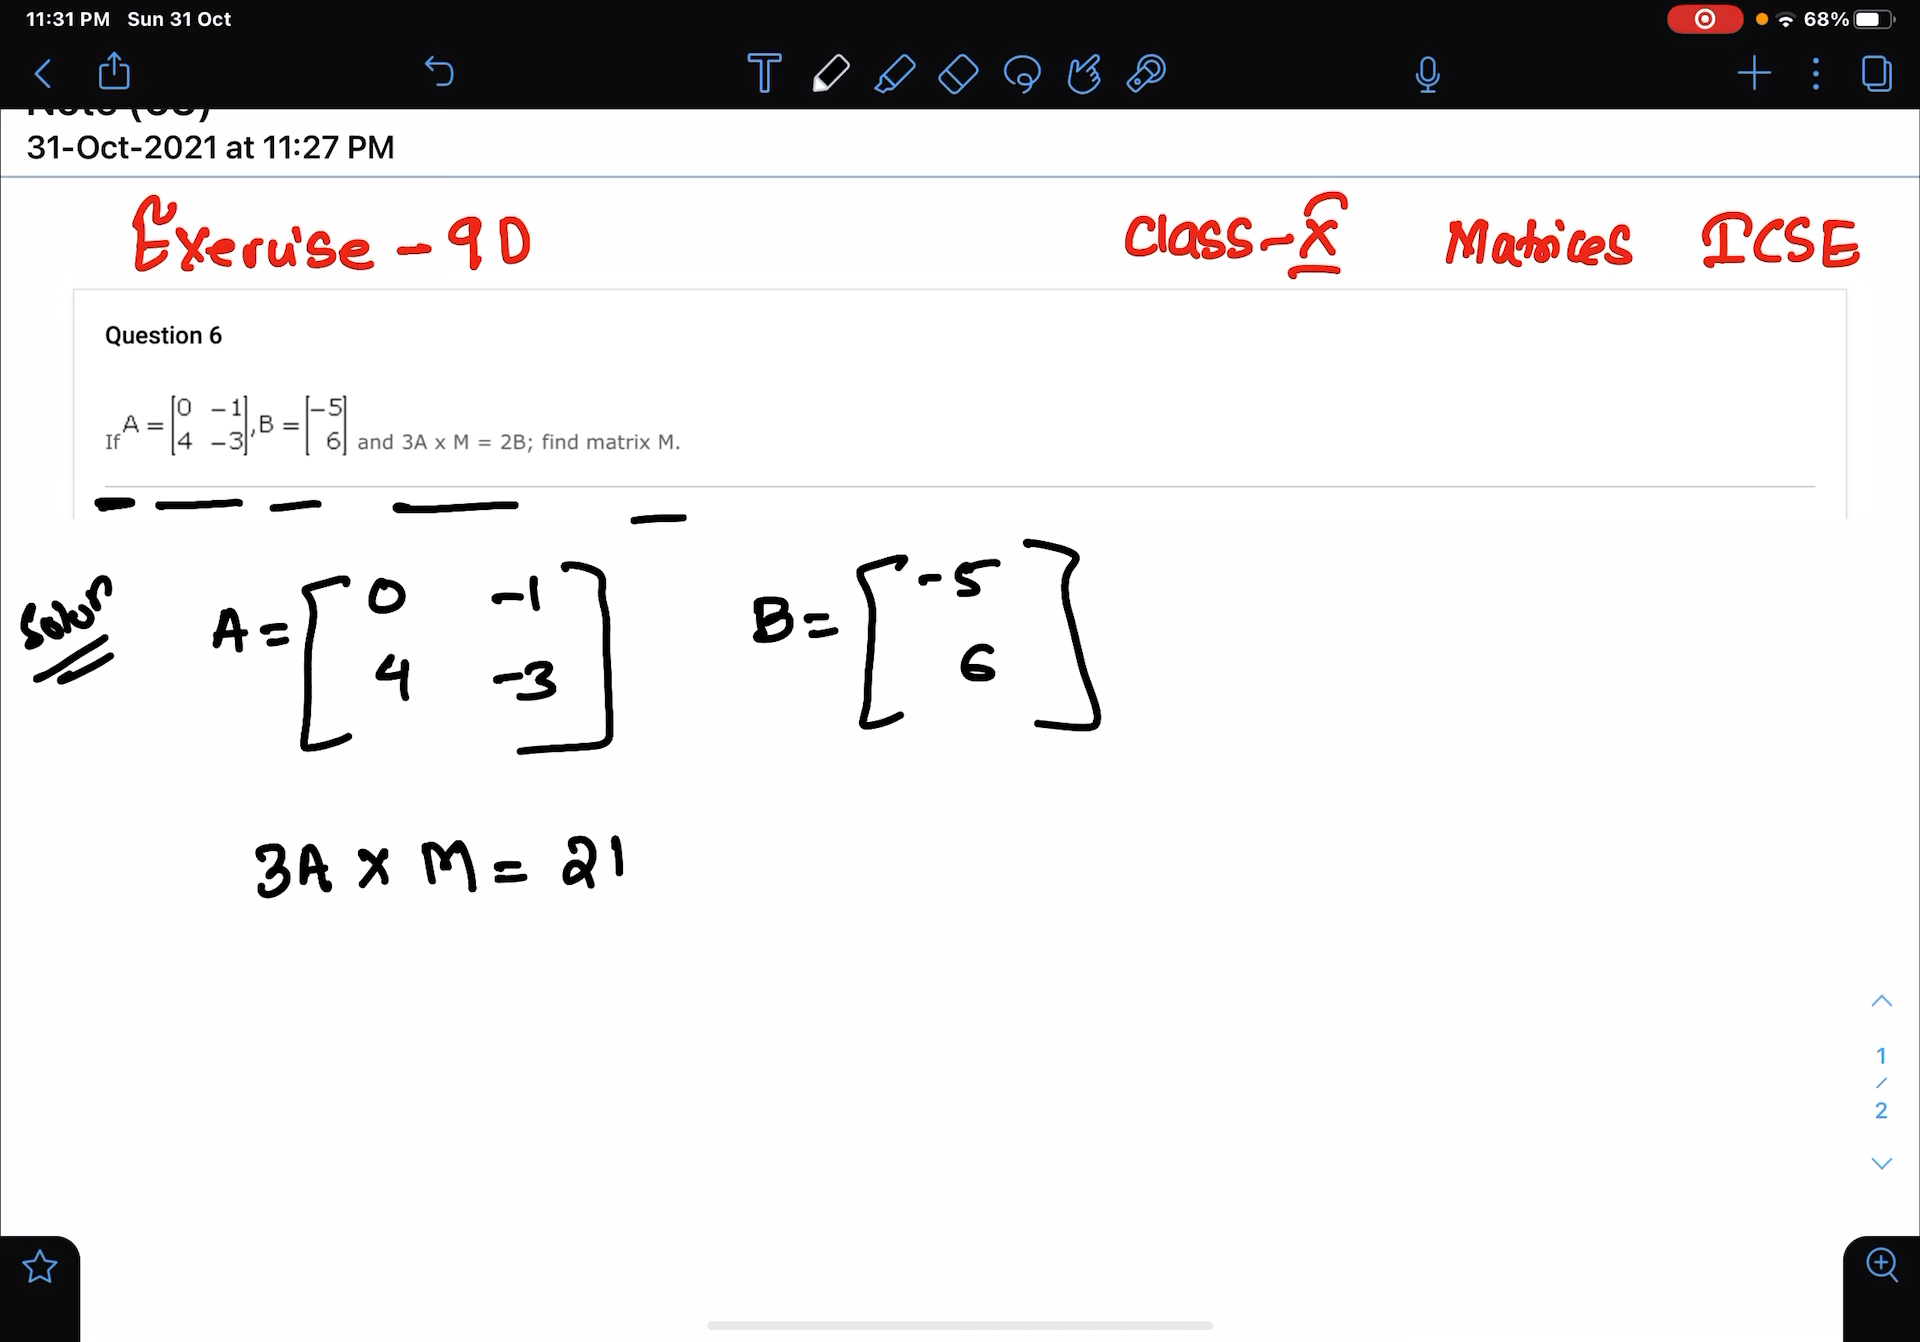 11:31 PM Sun 31 Oct 68%
31-Oct-2021 at 11:27 PM
Exercise - 9D Class-X Matrices ICSE
Question 6
If A = [0 -1 4 -3], B = [-5 6] and 3A x M = 2B; find matrix M.
Soln A = [0 -1 4 -3] B = [-5 6]
3A x M = 21
1
/
2